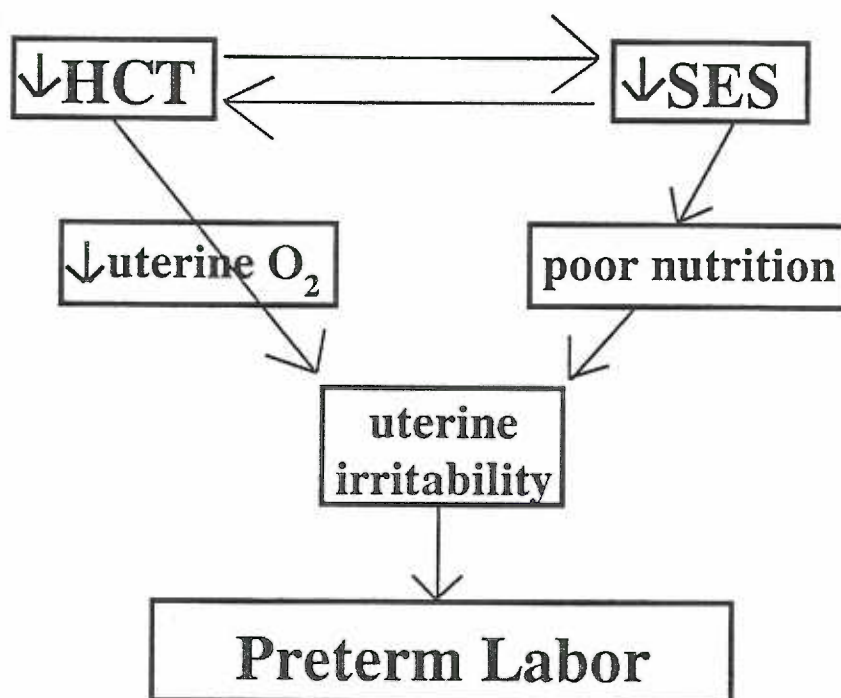 ↓HCT
↓SES
↓uterine O₂
poor nutrition
uterine
irritability
Preterm Labor